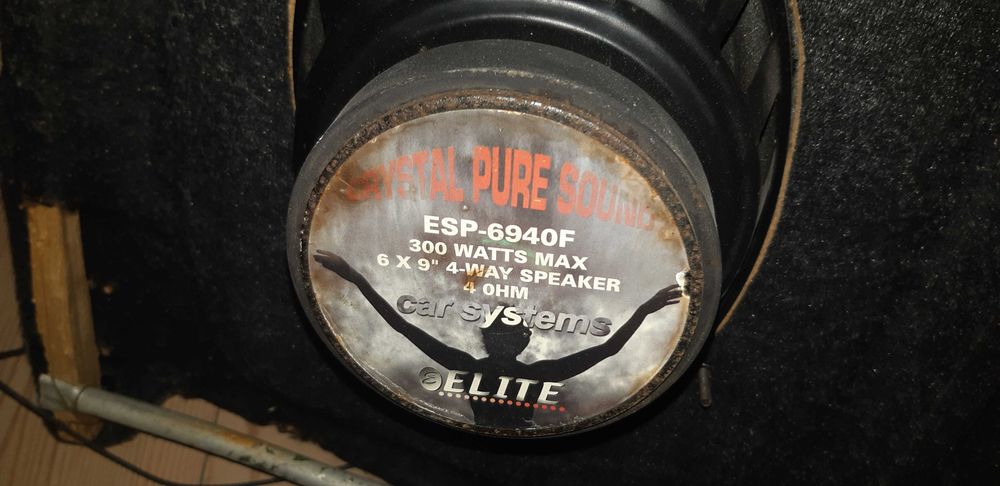 CRYSTAL PURE SOUND
ESP-6940F
300 WATTS MAX
6 X 9" 4-WAY SPEAKER
4 OHM
car systems
ELITE